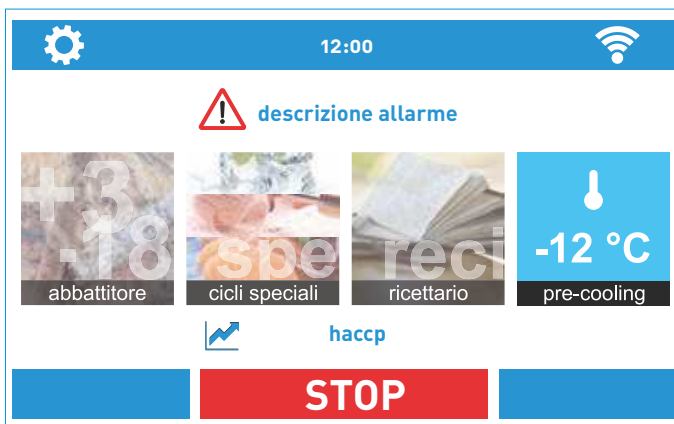 12:00
descrizione allarme
+3
-18
abbattitore
spe
cicli speciali
reci
ricettario
-12 °C
pre-cooling
haccp
STOP